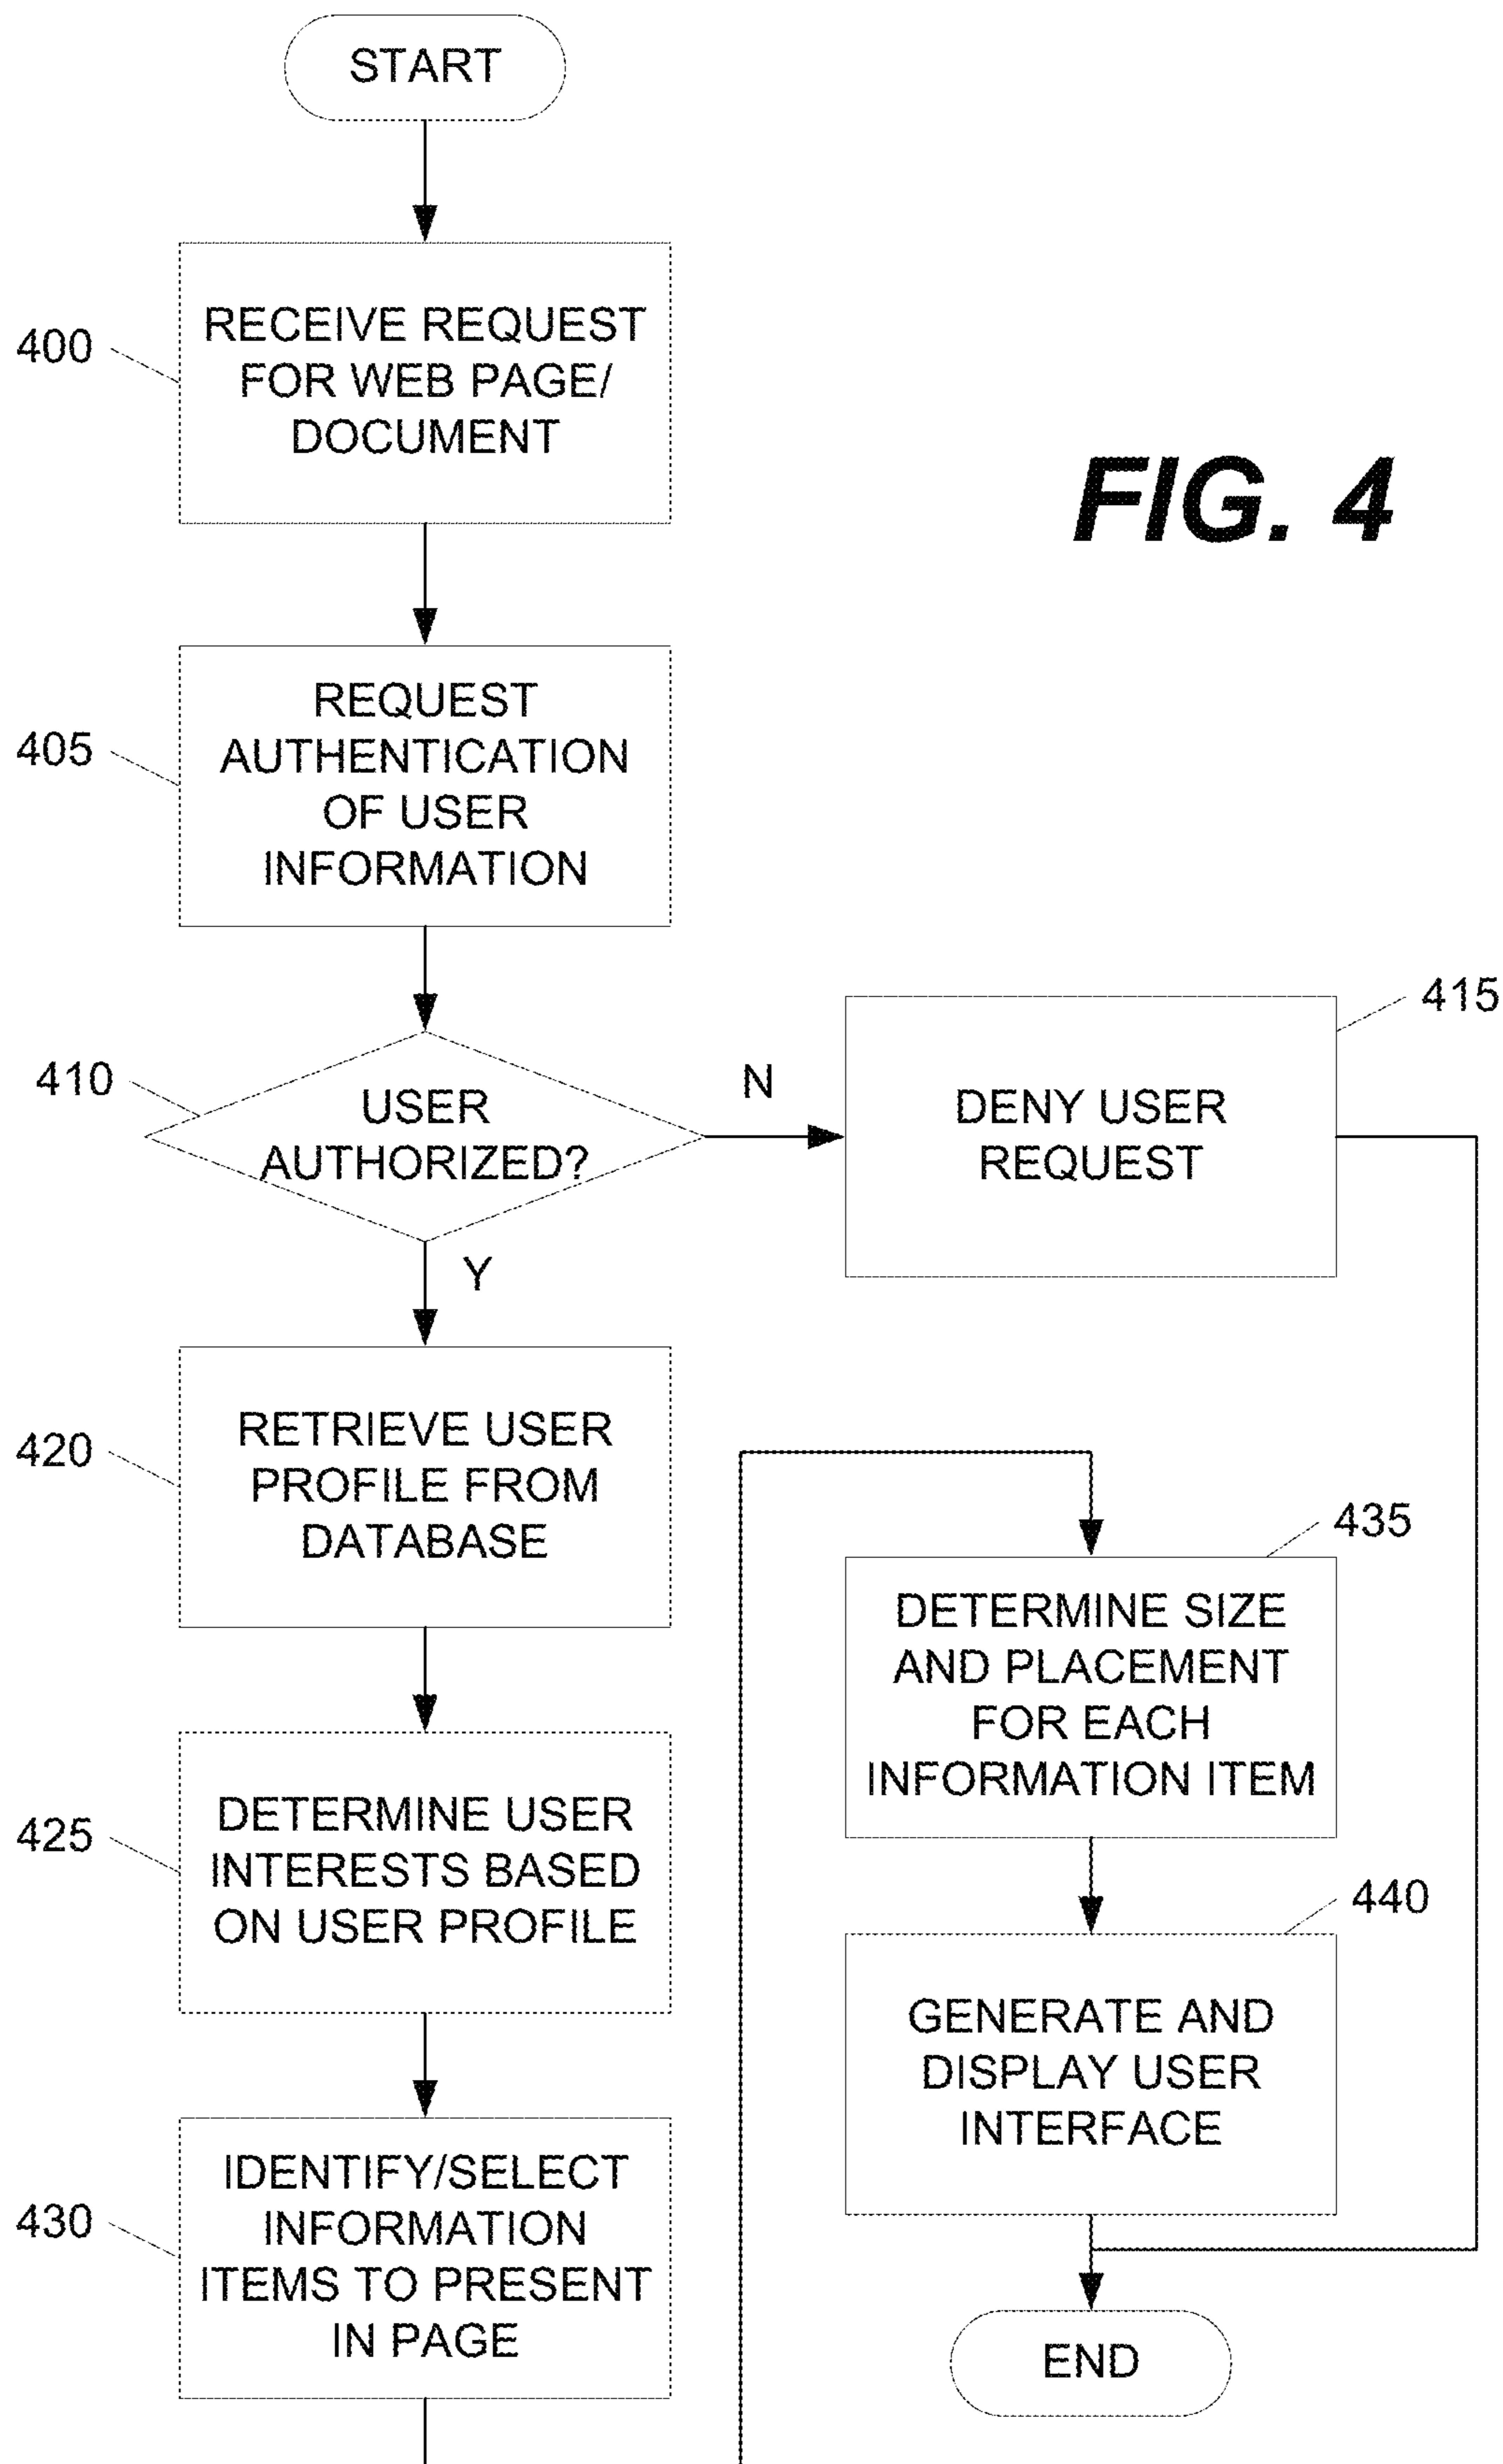 START
400
RECEIVE REQUEST
FOR WEB PAGE/
DOCUMENT
FIG. 4
405
REQUEST
AUTHENTICATION
OF USER
INFORMATION
410
USER
AUTHORIZED?
N
Y
415
DENY USER
REQUEST
420
RETRIEVE USER
PROFILE FROM
DATABASE
425
DETERMINE USER
INTERESTS BASED
ON USER PROFILE
430
IDENTIFY/SELECT
INFORMATION
ITEMS TO PRESENT
IN PAGE
435
DETERMINE SIZE
AND PLACEMENT
FOR EACH
INFORMATION ITEM
440
GENERATE AND
DISPLAY USER
INTERFACE
END